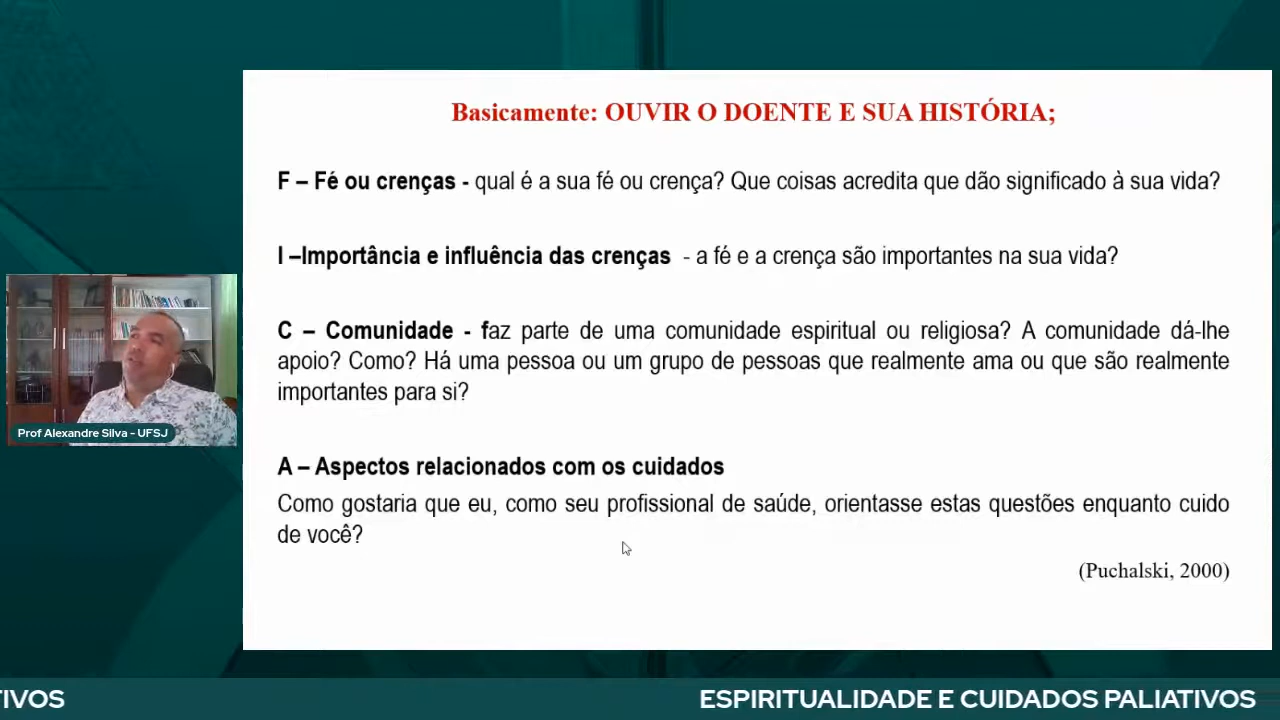 Basicamente: OUVIR O DOENTE E SUA HISTÓRIA;
F – Fé ou crenças - qual é a sua fé ou crença? Que coisas acredita que dão significado à sua vida?
I –Importância e influência das crenças - a fé e a crença são importantes na sua vida?
C – Comunidade - faz parte de uma comunidade espiritual ou religiosa? A comunidade dá-lhe
apoio? Como? Há uma pessoa ou um grupo de pessoas que realmente ama ou que são realmente
importantes para si?
A – Aspectos relacionados com os cuidados
Como gostaria que eu, como seu profissional de saúde, orientasse estas questões enquanto cuido
de você?
(Puchalski, 2000)
Prof Alexandre Silva - UFSJ
TIVOS
ESPIRITUALIDADE E CUIDADOS PALIATIVOS